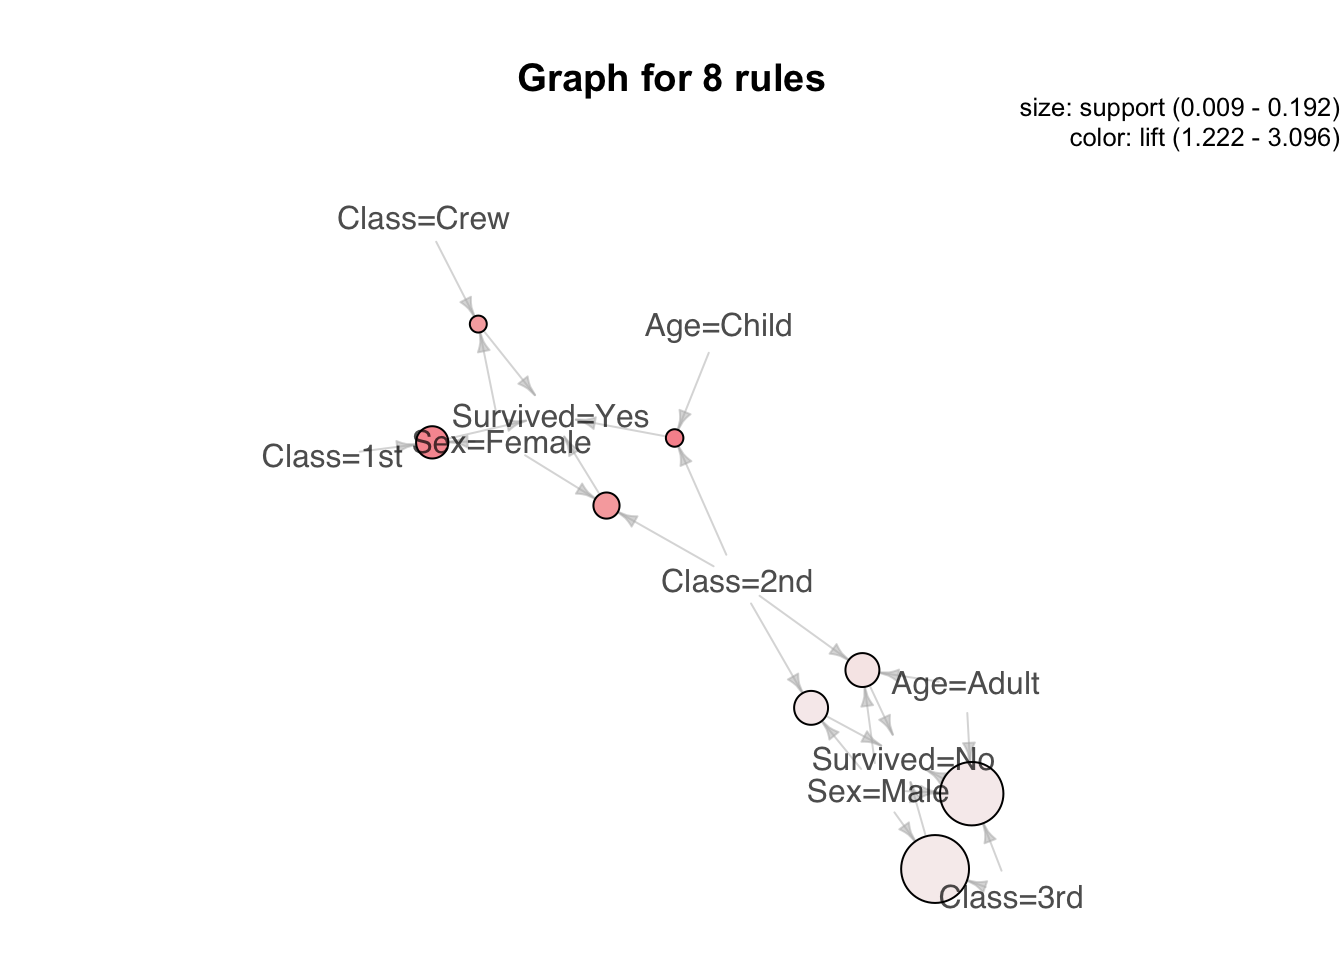 Graph for 8 rules
size: support (0.009 - 0.192)
color: lift (1.222 - 3.096)
Class=Crew
Age=Child
Survived=Yes
Sex=Female
Class=1st
Class=2nd
Age=Adult
Survived=No
Sex=Male
Class=3rd